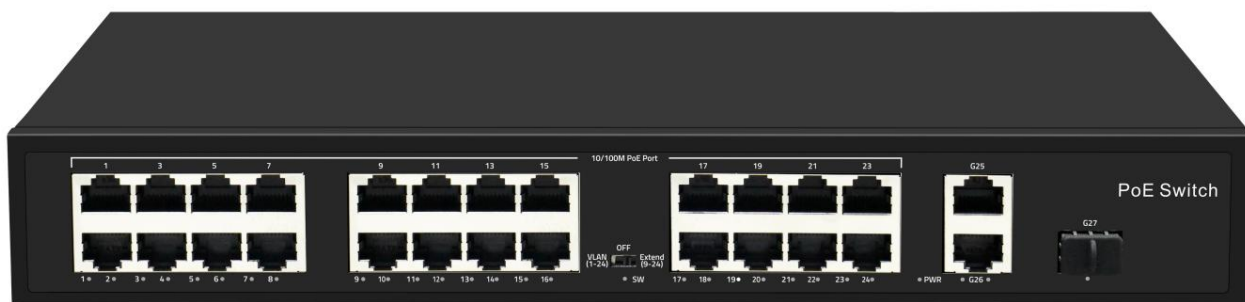 10/100M PoE Port
1 3 5 7 9 11 13 15 17 19 21 23 G25
PoE Switch
G27
OFF
VLAN Extend
(1-24) (9-24)
SW
1 2 3 4 5 6 7 8 9 10 11 12 13 14 15 16 17 18 19 20 21 22 23 24 PWR G26